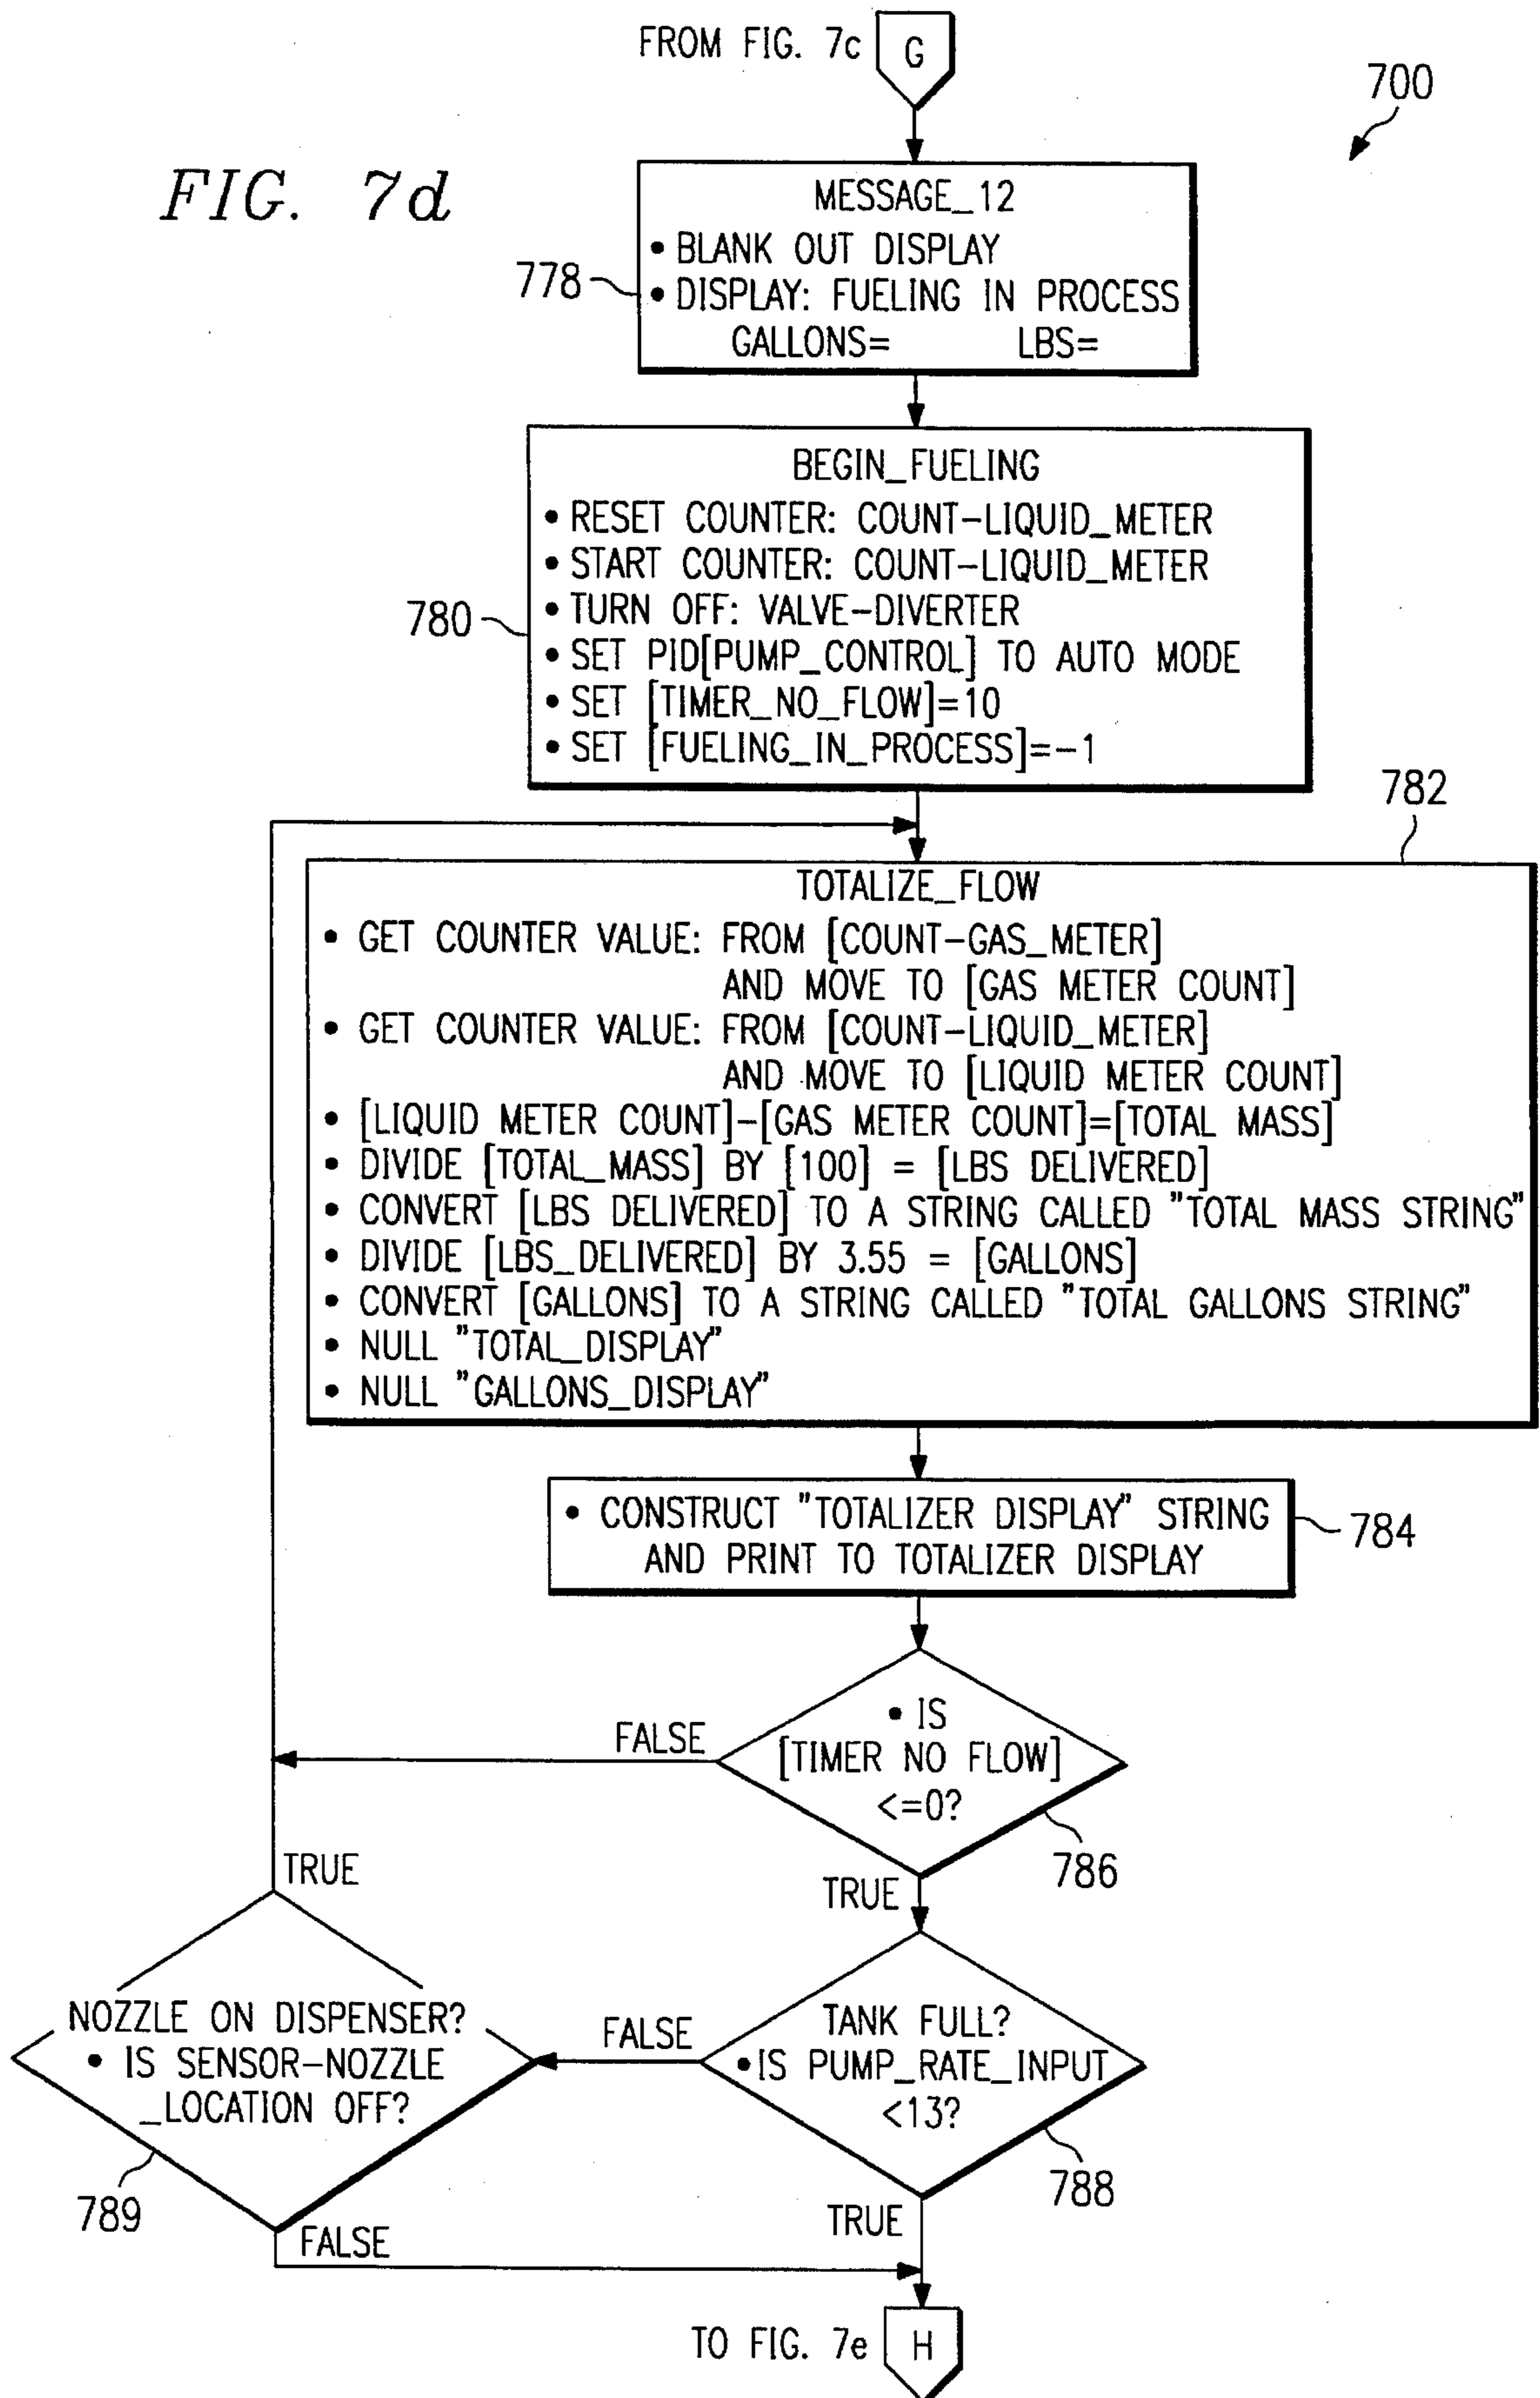 FROM FIG. 7c
G
700
FIG. 7d
MESSAGE_12
• BLANK OUT DISPLAY
• DISPLAY: FUELING IN PROCESS
GALLONS= LBS=
778
BEGIN_FUELING
• RESET COUNTER: COUNT-LIQUID_METER
• START COUNTER: COUNT-LIQUID_METER
• TURN OFF: VALVE-DIVERTER
• SET PID[PUMP_CONTROL] TO AUTO MODE
• SET [TIMER_NO_FLOW]=10
• SET [FUELING_IN_PROCESS]=-1
780
782
TOTALIZE_FLOW
• GET COUNTER VALUE: FROM [COUNT-GAS_METER]
AND MOVE TO [GAS METER COUNT]
• GET COUNTER VALUE: FROM [COUNT-LIQUID_METER]
AND MOVE TO [LIQUID METER COUNT]
• [LIQUID METER COUNT]-[GAS METER COUNT]=[TOTAL MASS]
• DIVIDE [TOTAL_MASS] BY [100] = [LBS DELIVERED]
• CONVERT [LBS DELIVERED] TO A STRING CALLED "TOTAL MASS STRING"
• DIVIDE [LBS_DELIVERED] BY 3.55 = [GALLONS]
• CONVERT [GALLONS] TO A STRING CALLED "TOTAL GALLONS STRING"
• NULL "TOTAL_DISPLAY"
• NULL "GALLONS_DISPLAY"
• CONSTRUCT "TOTALIZER DISPLAY" STRING
AND PRINT TO TOTALIZER DISPLAY
784
• IS
[TIMER NO FLOW]
<=0?
FALSE
786
TRUE
TRUE
TANK FULL?
• IS PUMP_RATE_INPUT
<13?
FALSE
788
NOZZLE ON DISPENSER?
• IS SENSOR-NOZZLE
_LOCATION OFF?
789
FALSE
TRUE
TO FIG. 7e
H